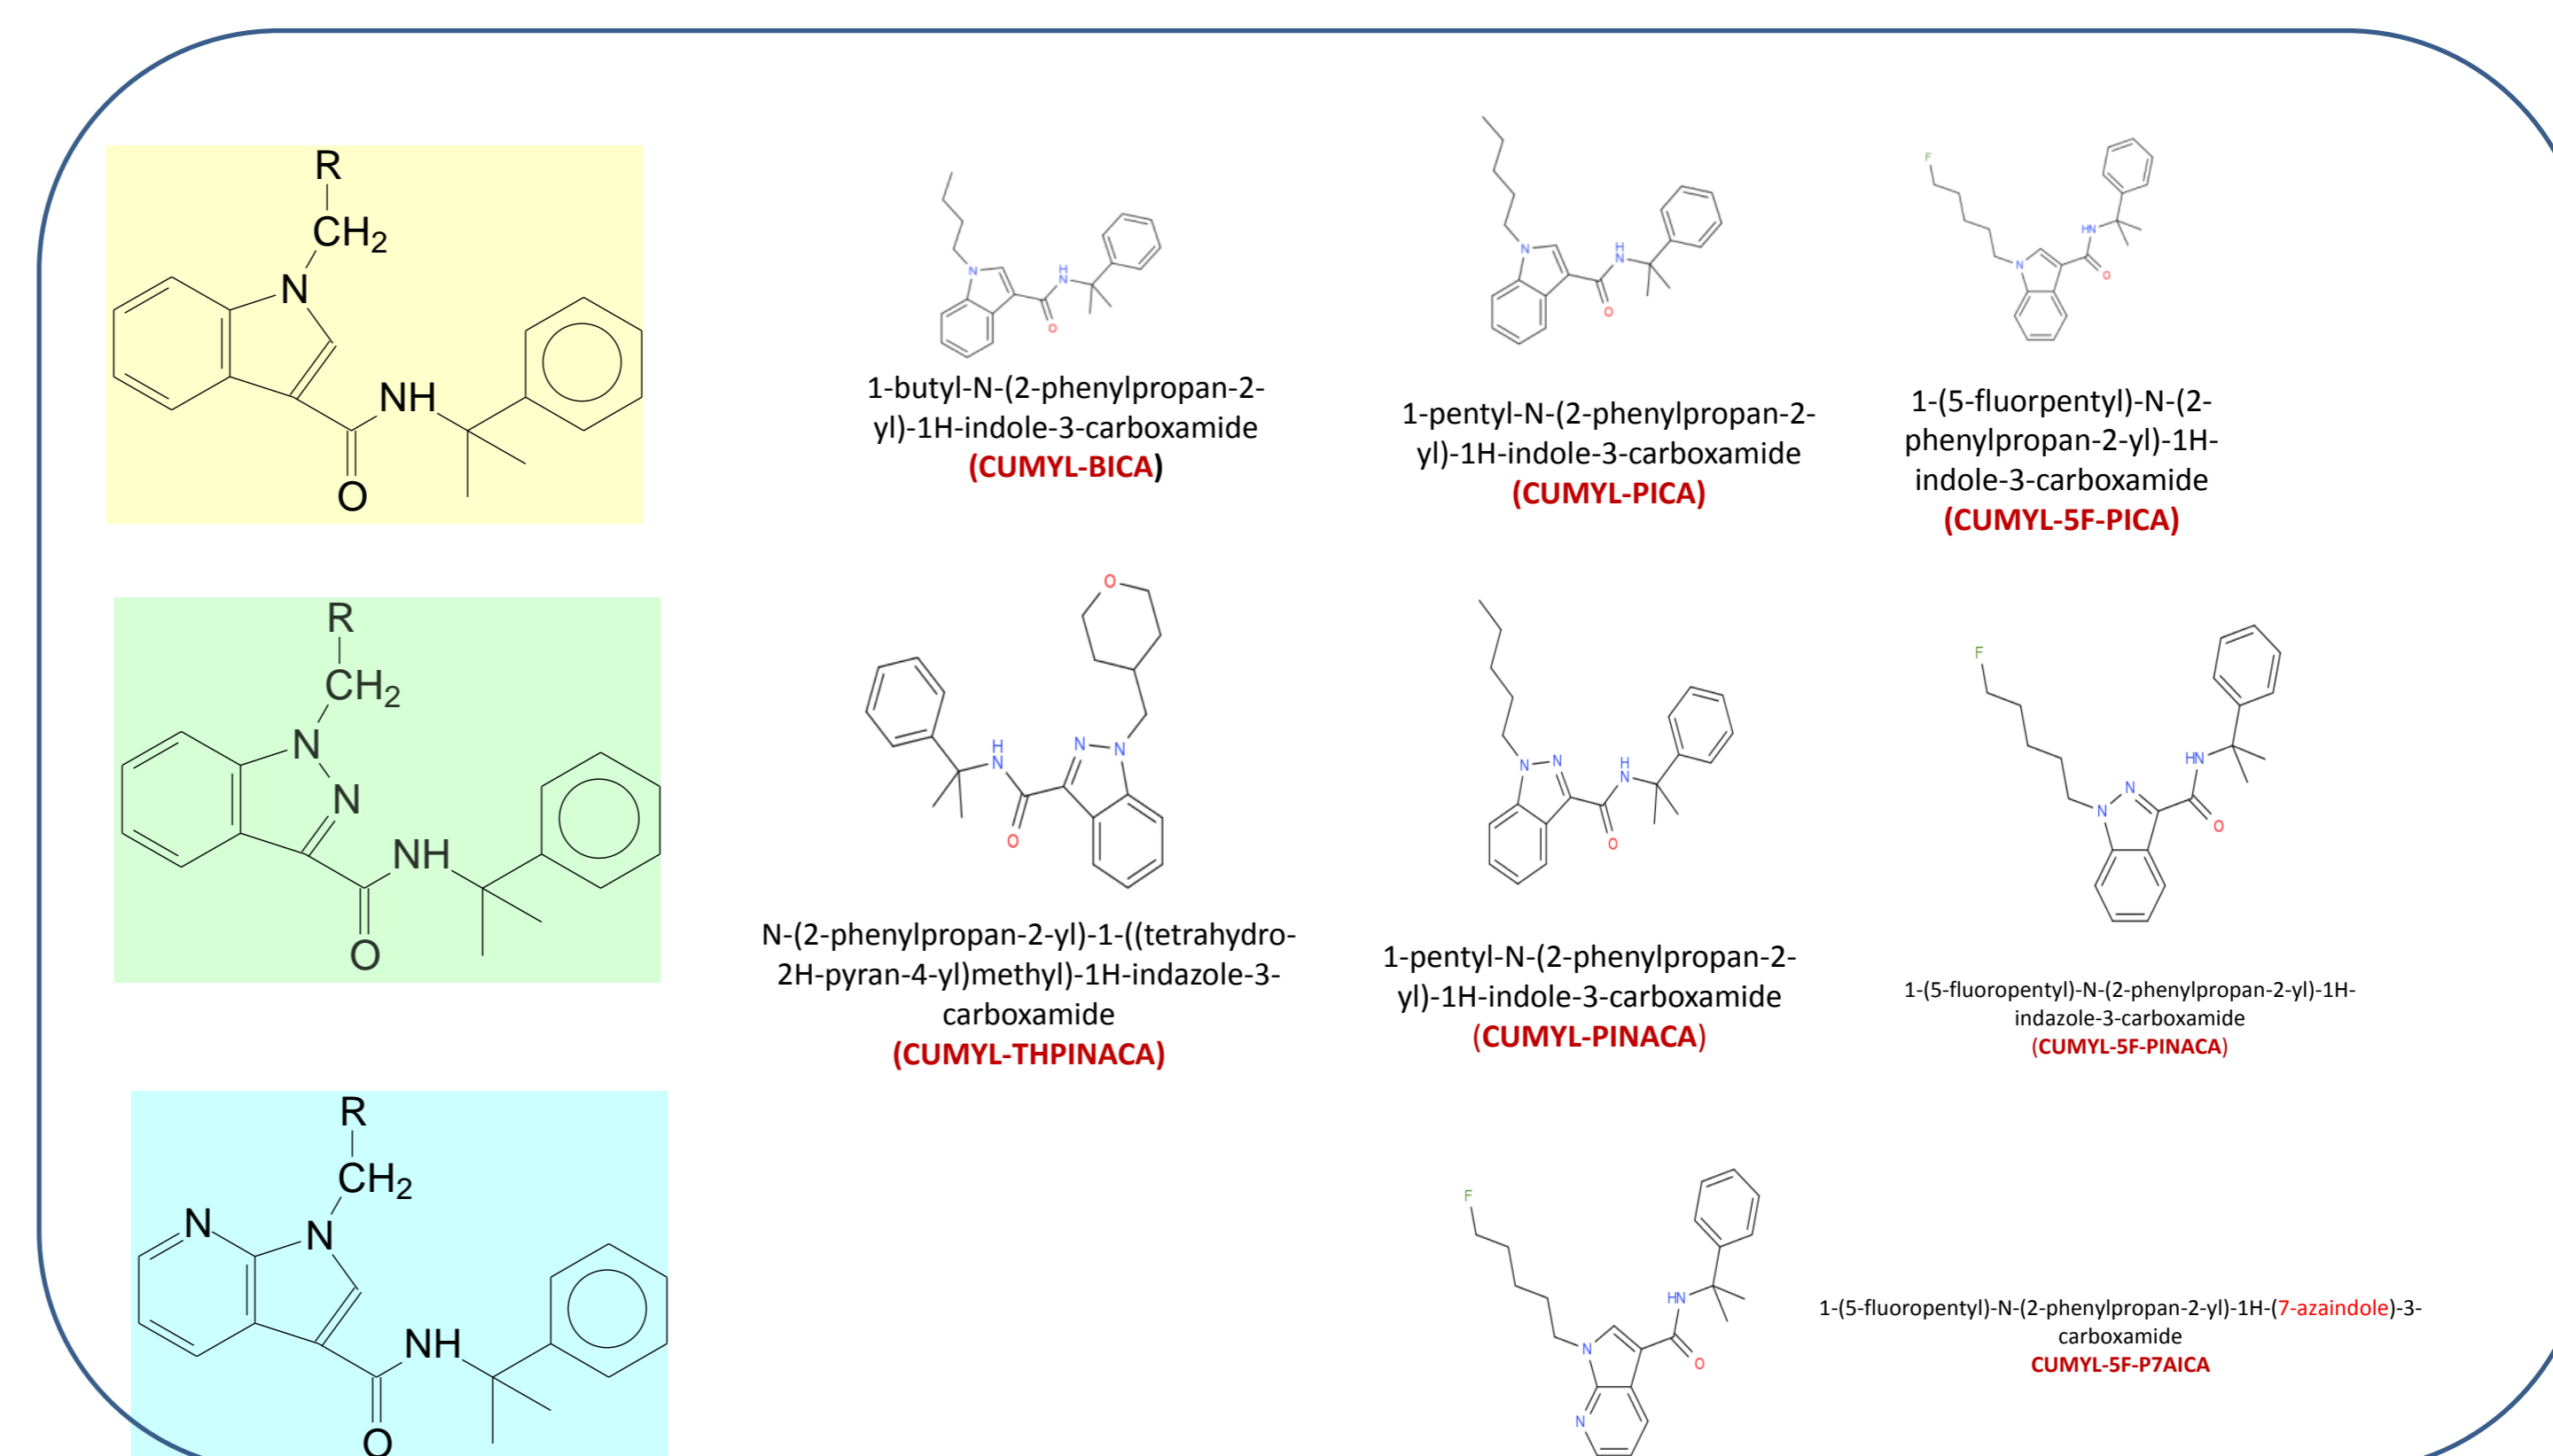 R
CH2
N
NH
O
N
H
N
O
1-butyl-N-(2-phenylpropan-2-
yl)-1H-indole-3-carboxamide
(CUMYL-BICA)
N
H
N
O
1-pentyl-N-(2-phenylpropan-2-
yl)-1H-indole-3-carboxamide
(CUMYL-PICA)
F
HN
N
O
1-(5-fluorpentyl)-N-(2-
phenylpropan-2-yl)-1H-
indole-3-carboxamide
(CUMYL-5F-PICA)
R
CH2
N
N
NH
O
O
H
N
N N
O
N-(2-phenylpropan-2-yl)-1-((tetrahydro-
2H-pyran-4-yl)methyl)-1H-indazole-3-
carboxamide
(CUMYL-THPINACA)
N N
H
N
O
1-pentyl-N-(2-phenylpropan-2-
yl)-1H-indole-3-carboxamide
(CUMYL-PINACA)
F
HN
N
N
O
1-(5-fluoropentyl)-N-(2-phenylpropan-2-yl)-1H-
indazole-3-carboxamide
(CUMYL-5F-PINACA)
R
CH2
N N
NH
O
F
HN
N
O
N
1-(5-fluoropentyl)-N-(2-phenylpropan-2-yl)-1H-(7-azaindole)-3-
carboxamide
CUMYL-5F-P7AICA